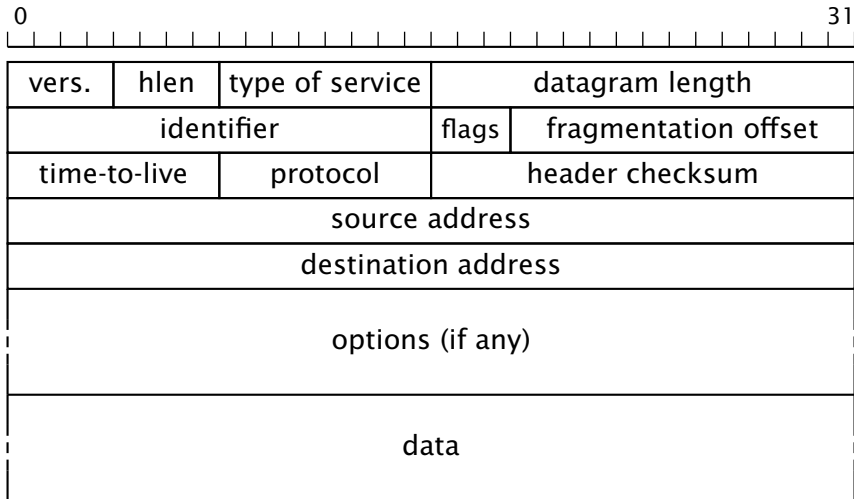 0 31
vers. hlen type of service datagram length
identifier flags fragmentation offset
time-to-live protocol header checksum
source address
destination address
options (if any)
data